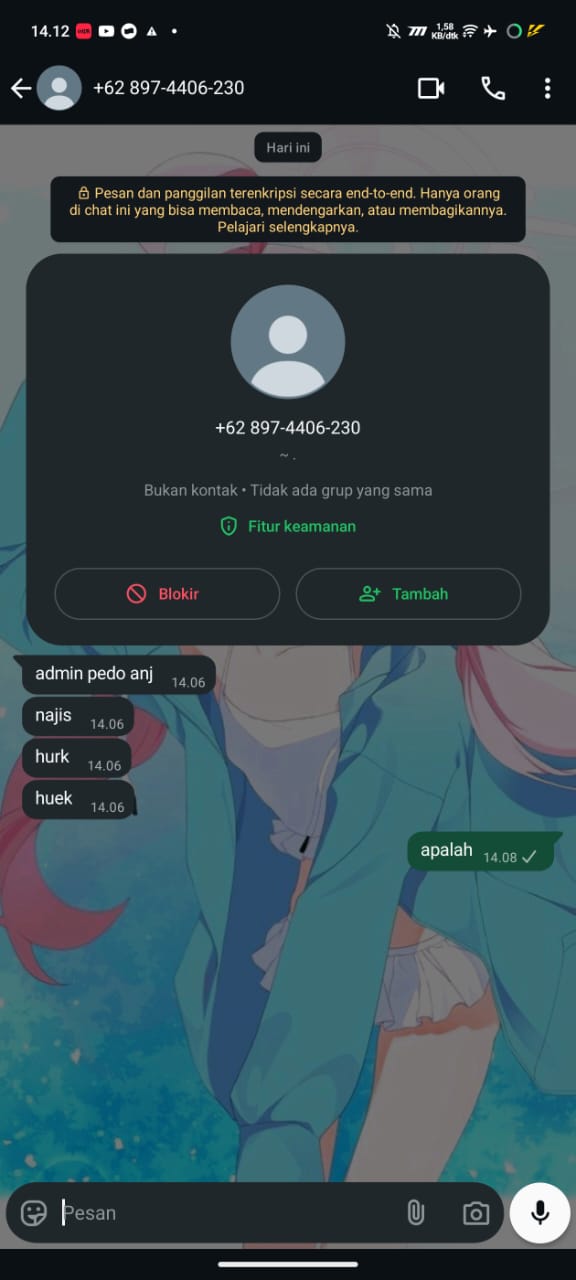 14.12
1,58
KB/dtk
+62 897-4406-230
Hari ini
Pesan dan panggilan terenkripsi secara end-to-end. Hanya orang
di chat ini yang bisa membaca, mendengarkan, atau membagikannya.
Pelajari selengkapnya.
+62 897-4406-230
~ .
Bukan kontak • Tidak ada grup yang sama
Fitur keamanan
Blokir
Tambah
admin pedo anj 14.06
najis 14.06
hurk 14.06
huek 14.06
apalah 14.08
Pesan